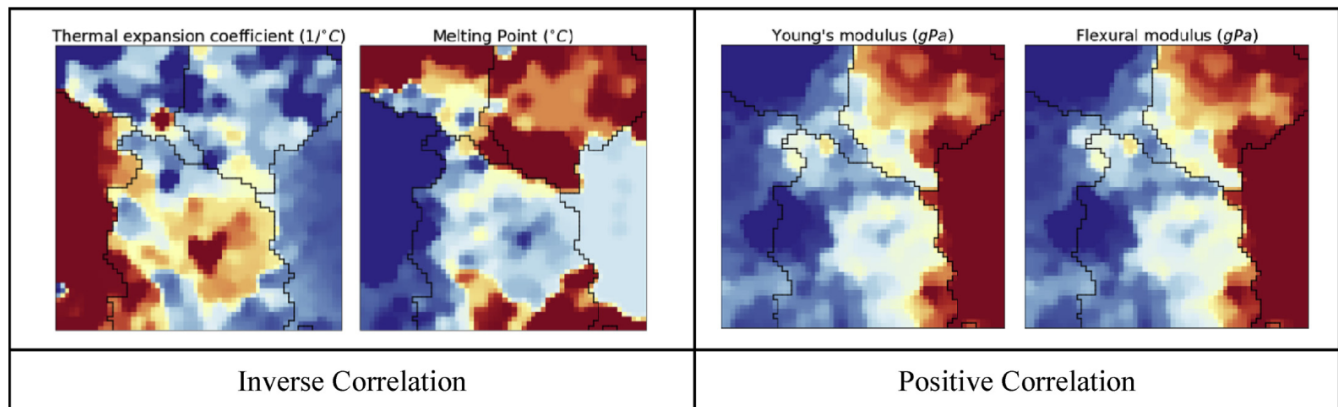 Thermal expansion coefficient (1/°C)
Melting Point (°C)
Young's modulus (gPa)
Flexural modulus (gPa)
Inverse Correlation
Positive Correlation